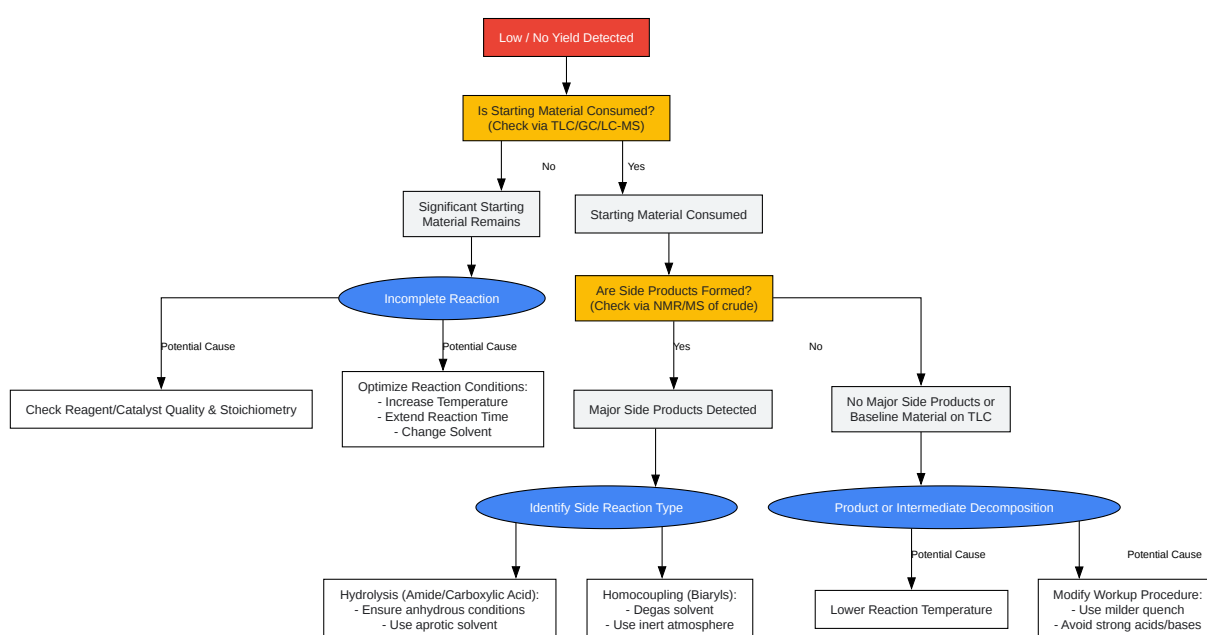 Low / No Yield Detected
Is Starting Material Consumed?
(Check via TLC/GC/LC-MS)
No
Yes
Significant Starting
Material Remains
Starting Material Consumed
Incomplete Reaction
Are Side Products Formed?
(Check via NMR/MS of crude)
Potential Cause
Potential Cause
Yes
No
Check Reagent/Catalyst Quality & Stoichiometry
Optimize Reaction Conditions:
- Increase Temperature
- Extend Reaction Time
- Change Solvent
Major Side Products Detected
No Major Side Products or
Baseline Material on TLC
Identify Side Reaction Type
Product or Intermediate Decomposition
Potential Cause
Potential Cause
Hydrolysis (Amide/Carboxylic Acid):
- Ensure anhydrous conditions
- Use aprotic solvent
Homocoupling (Biaryls):
- Degas solvent
- Use inert atmosphere
Lower Reaction Temperature
Modify Workup Procedure:
- Use milder quench
- Avoid strong acids/bases